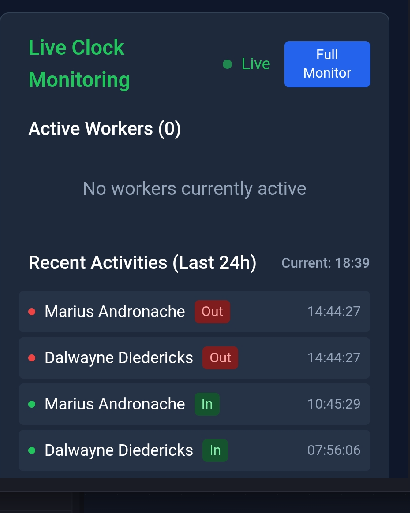 Live Clock
Monitoring
Live
Full
Monitor
Active Workers (0)
No workers currently active
Recent Activities (Last 24h)
Current: 18:39
Marius Andronache Out 14:44:27
Dalwayne Diedericks Out 14:44:27
Marius Andronache In 10:45:29
Dalwayne Diedericks In 07:56:06